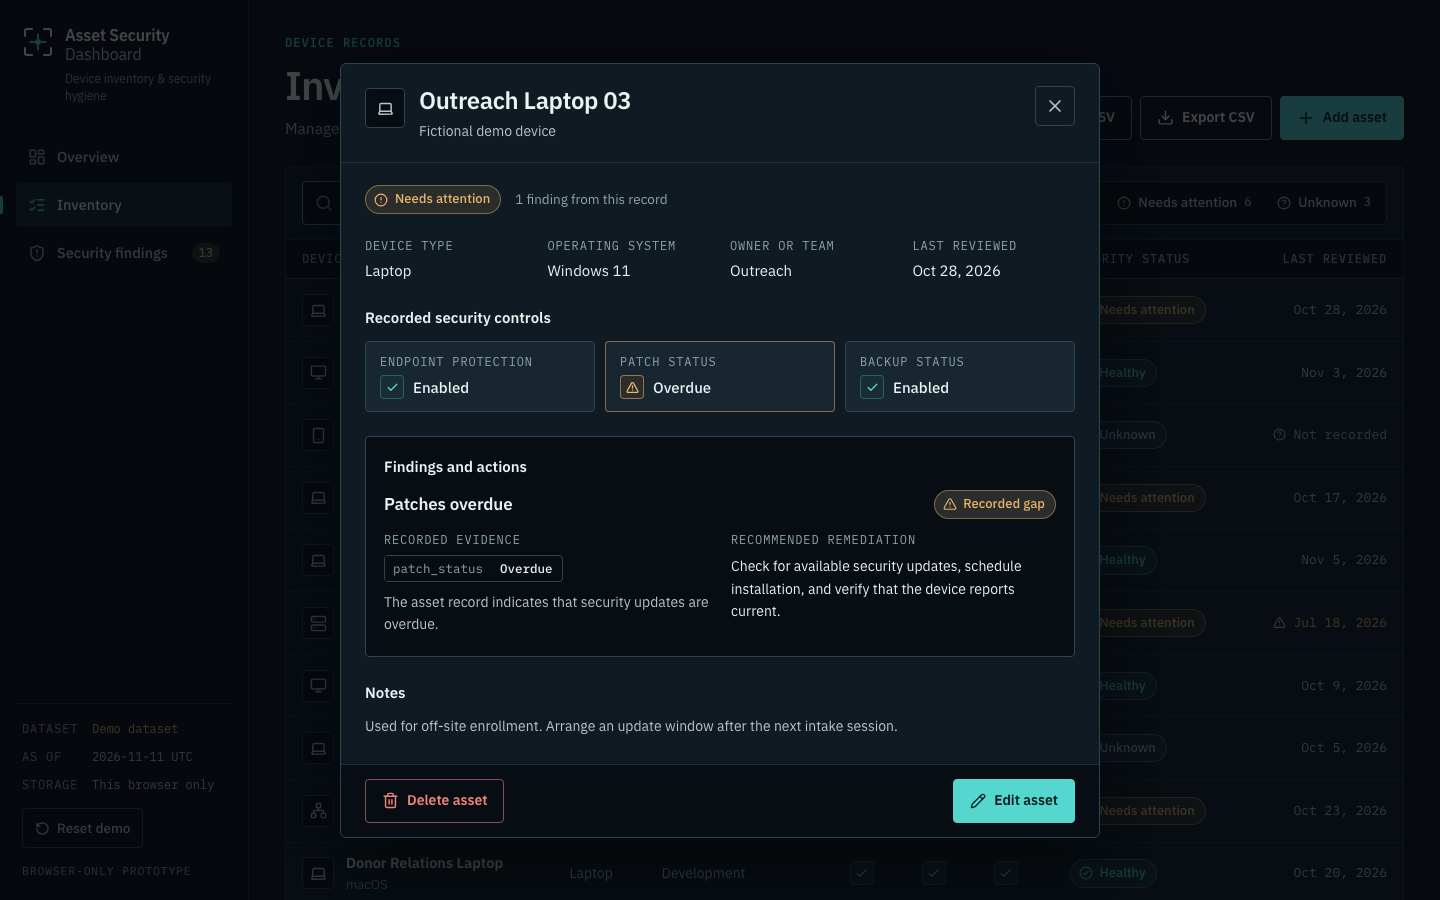 Asset Security
Dashboard
Device inventory & security
hygiene
Overview
Inventory
Security findings 13
DATASET Demo dataset
AS OF 2026-11-11 UTC
STORAGE This browser only
Reset demo
BROWSER-ONLY PROTOTYPE
DEVICE RECORDS
Inv
Manage
SV
Export CSV
Add asset
Needs attention 6
Unknown 3
DEVIC
RITY STATUS
LAST REVIEWED
Needs attention Oct 28, 2026
Healthy Nov 3, 2026
Unknown Not recorded
Needs attention Oct 17, 2026
Healthy Nov 5, 2026
Needs attention Jul 18, 2026
Healthy Oct 9, 2026
Unknown Oct 5, 2026
Needs attention Oct 23, 2026
Donor Relations Laptop
macOS
Laptop Development Healthy Oct 20, 2026
Outreach Laptop 03
Fictional demo device
Needs attention 1 finding from this record
DEVICE TYPE OPERATING SYSTEM OWNER OR TEAM LAST REVIEWED
Laptop Windows 11 Outreach Oct 28, 2026
Recorded security controls
ENDPOINT PROTECTION PATCH STATUS BACKUP STATUS
Enabled Overdue Enabled
Findings and actions
Patches overdue Recorded gap
RECORDED EVIDENCE
patch_status Overdue
The asset record indicates that security updates are
overdue.
RECOMMENDED REMEDIATION
Check for available security updates, schedule
installation, and verify that the device reports
current.
Notes
Used for off-site enrollment. Arrange an update window after the next intake session.
Delete asset Edit asset